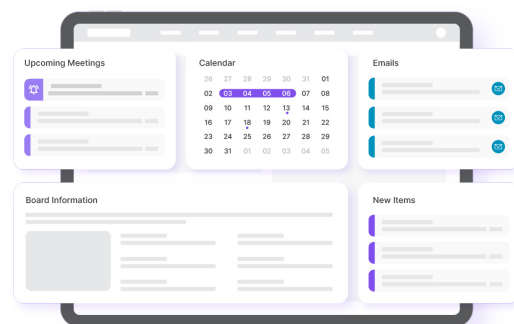 Upcoming Meetings
Calendar
26 27 28 29 30 31 01
02 03 04 05 06 07 08
09 10 11 12 13 14 15
16 17 18 19 20 21 22
23 24 25 26 27 28 29
30 31 01 02 03 04 05
Emails
Board Information
New Items